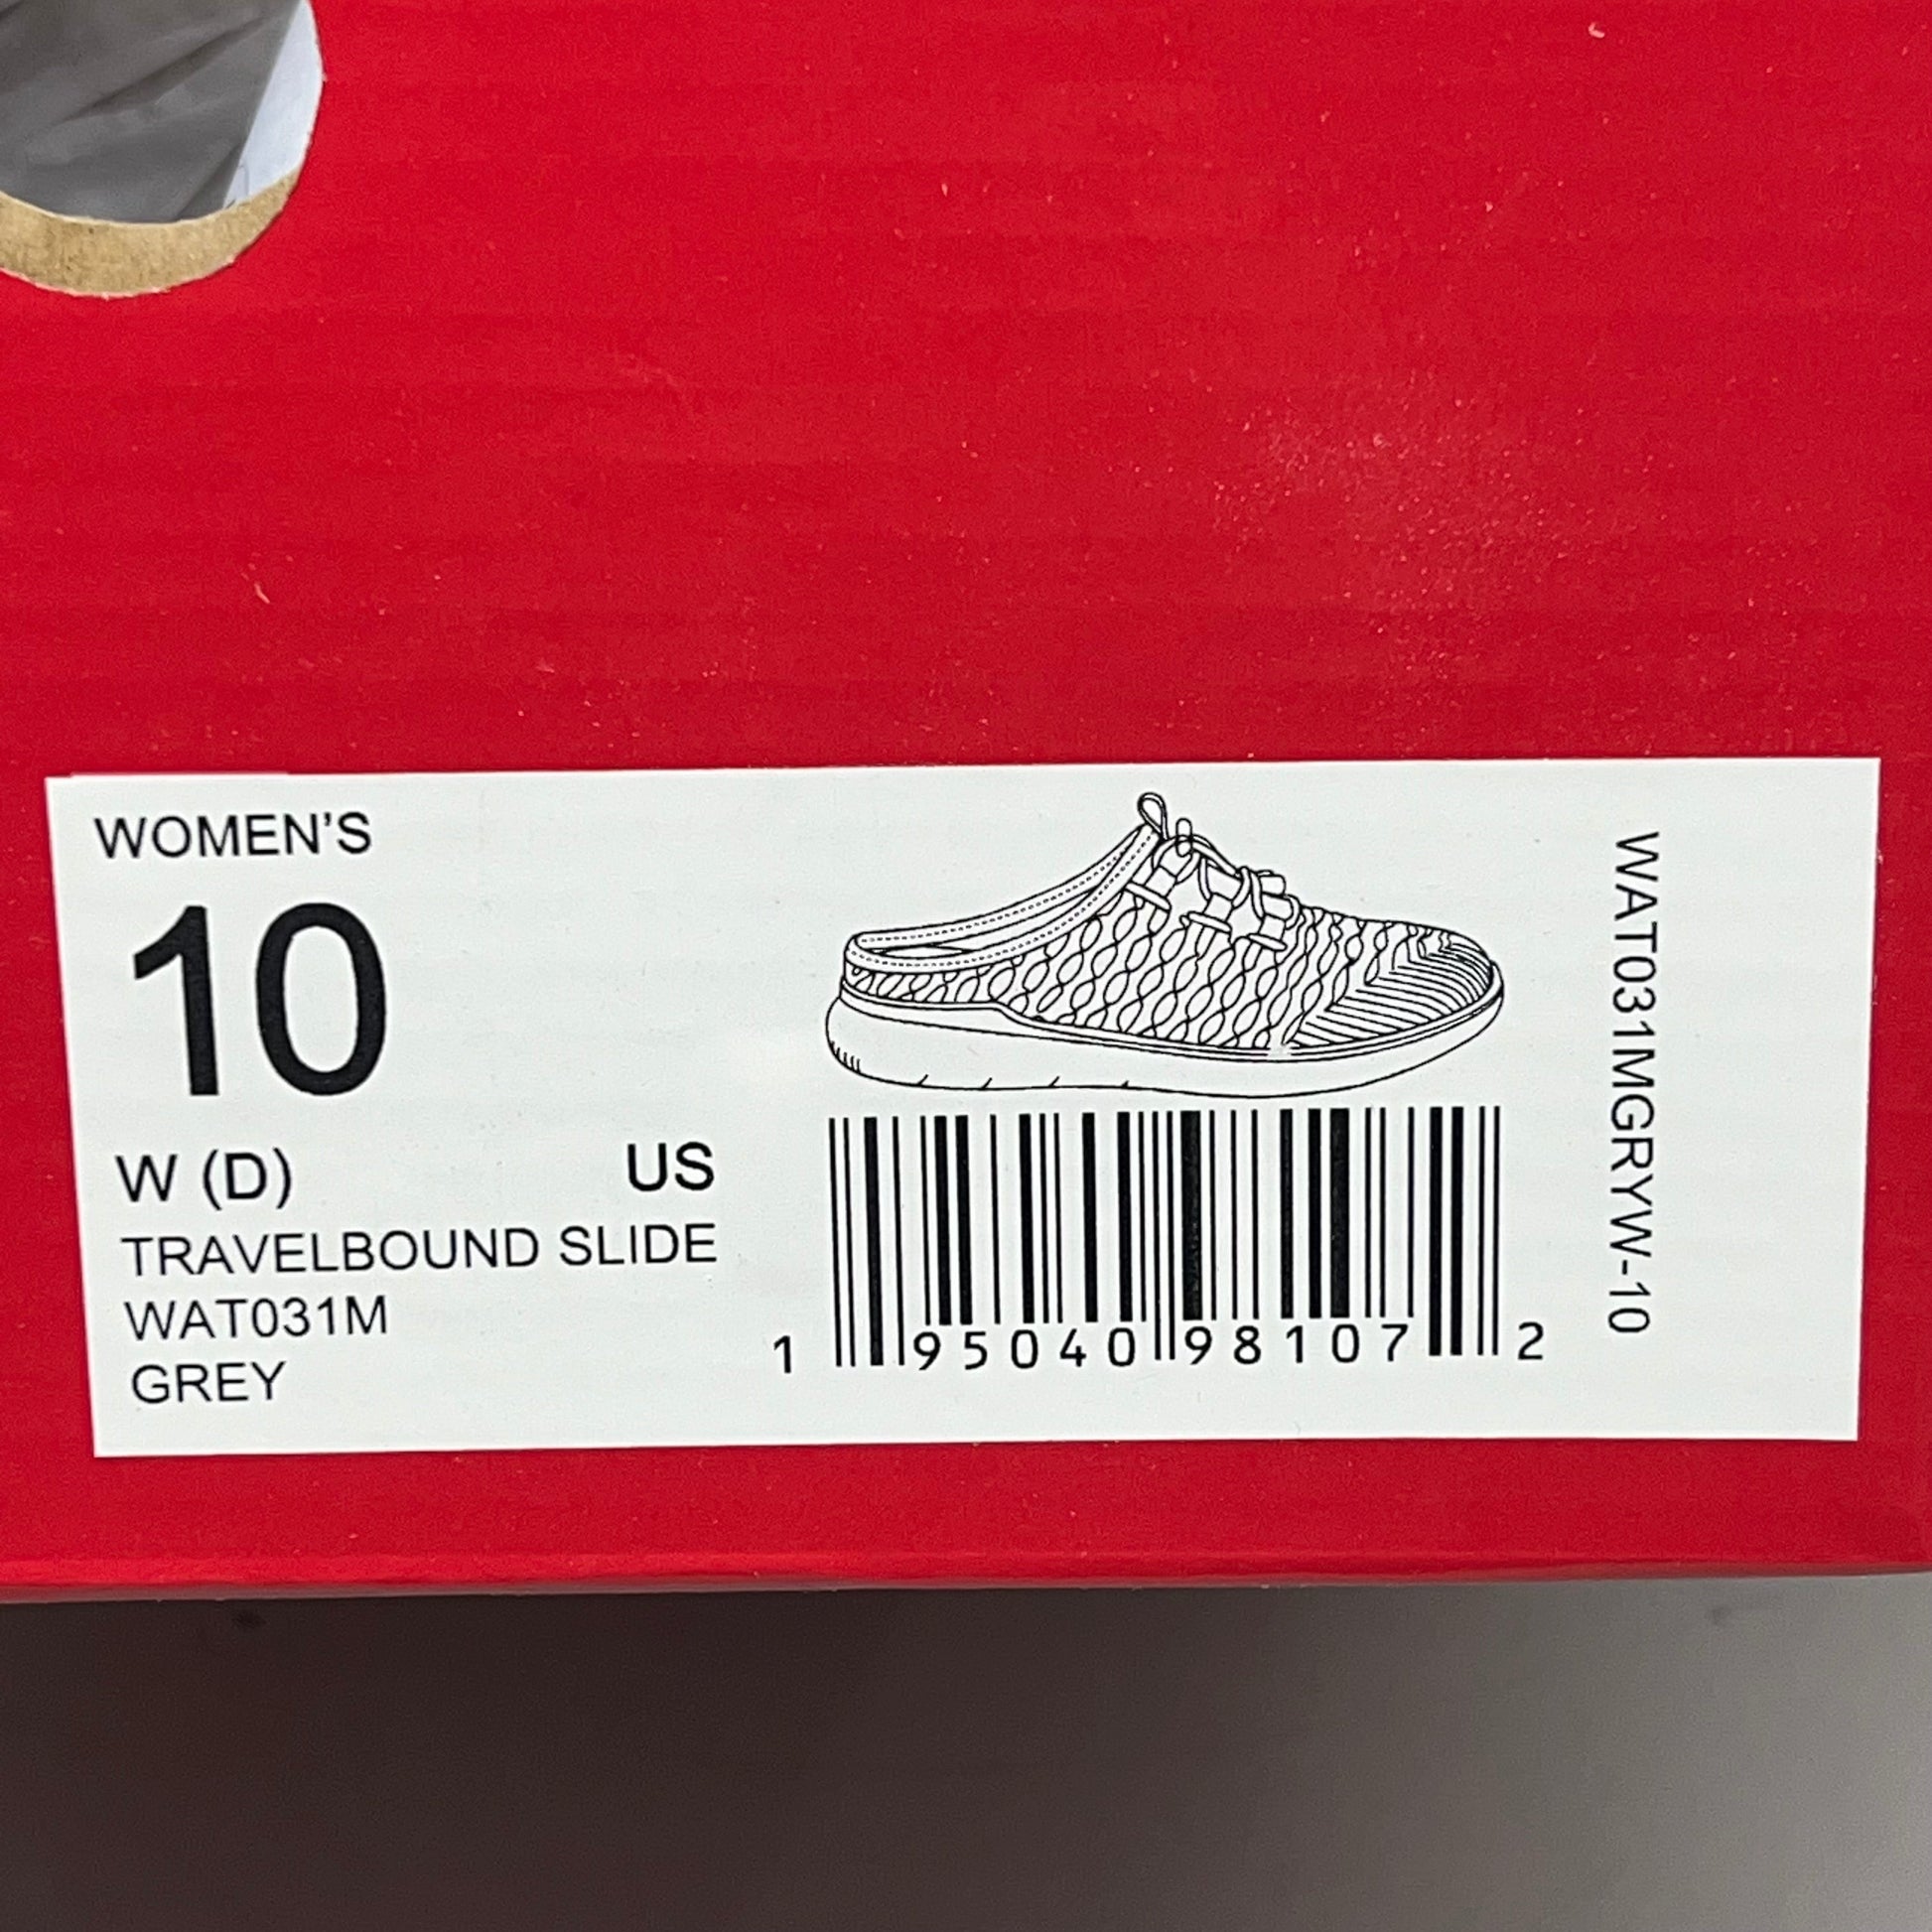 WOMEN'S
10
W (D) US
TRAVELBOUND SLIDE
WAT031M
GREY
1 95040 98107 2
WAT031MGRYW-10